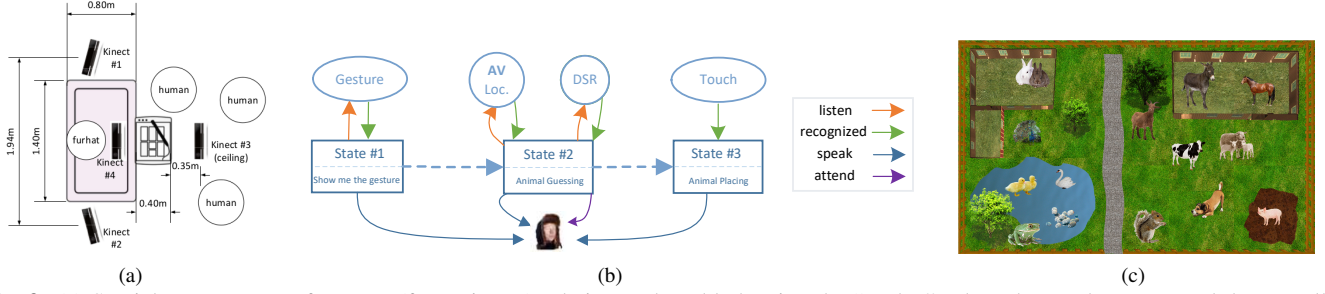 0.80m
Kinect
#1
human
human
1.94m
1.40m
furhat
Kinect
#4
Kinect #3
(ceiling)
0.35m
human
0.40m
Kinect
#2
(a)
Gesture
AV
Loc.
DSR
Touch
State #1
Show me the gesture
State #2
Animal Guessing
State #3
Animal Placing
listen
recognized
speak
attend
(b)
(c)